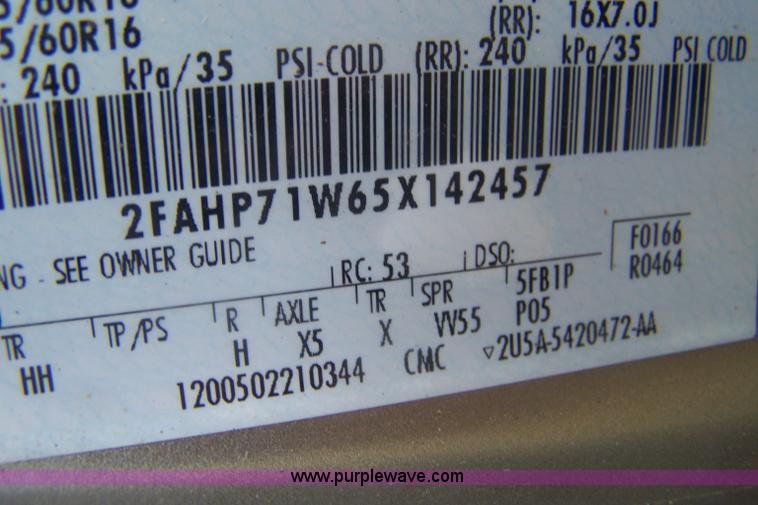 (RR): 16X7.0J
5/60R16
: 240 kPa/35 PSI-COLD (RR): 240 kPa/35 PSI COLD
2FAHP71W65X142457
NG - SEE OWNER GUIDE
RC: 53 DSO: F0166
R0464
TR TP/PS R AXLE TR SPR 5FB1P
HH H X5 X VV55 P05
1200502210344 CMC ▽2U5A-5420472-AA
www.purplewave.com